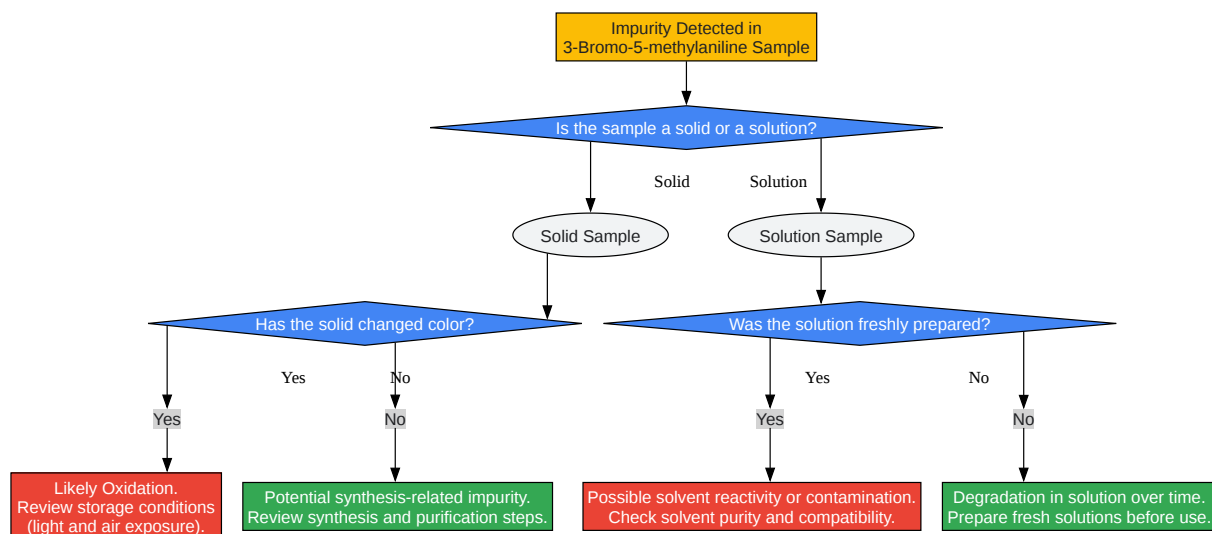 Impurity Detected in
3-Bromo-5-methylaniline Sample
Is the sample a solid or a solution?
Solid
Solution
Solid Sample
Solution Sample
Has the solid changed color?
Was the solution freshly prepared?
Yes
No
Yes
No
Yes
No
Yes
No
Likely Oxidation.
Review storage conditions
(light and air exposure).
Potential synthesis-related impurity.
Review synthesis and purification steps.
Possible solvent reactivity or contamination.
Check solvent purity and compatibility.
Degradation in solution over time.
Prepare fresh solutions before use.